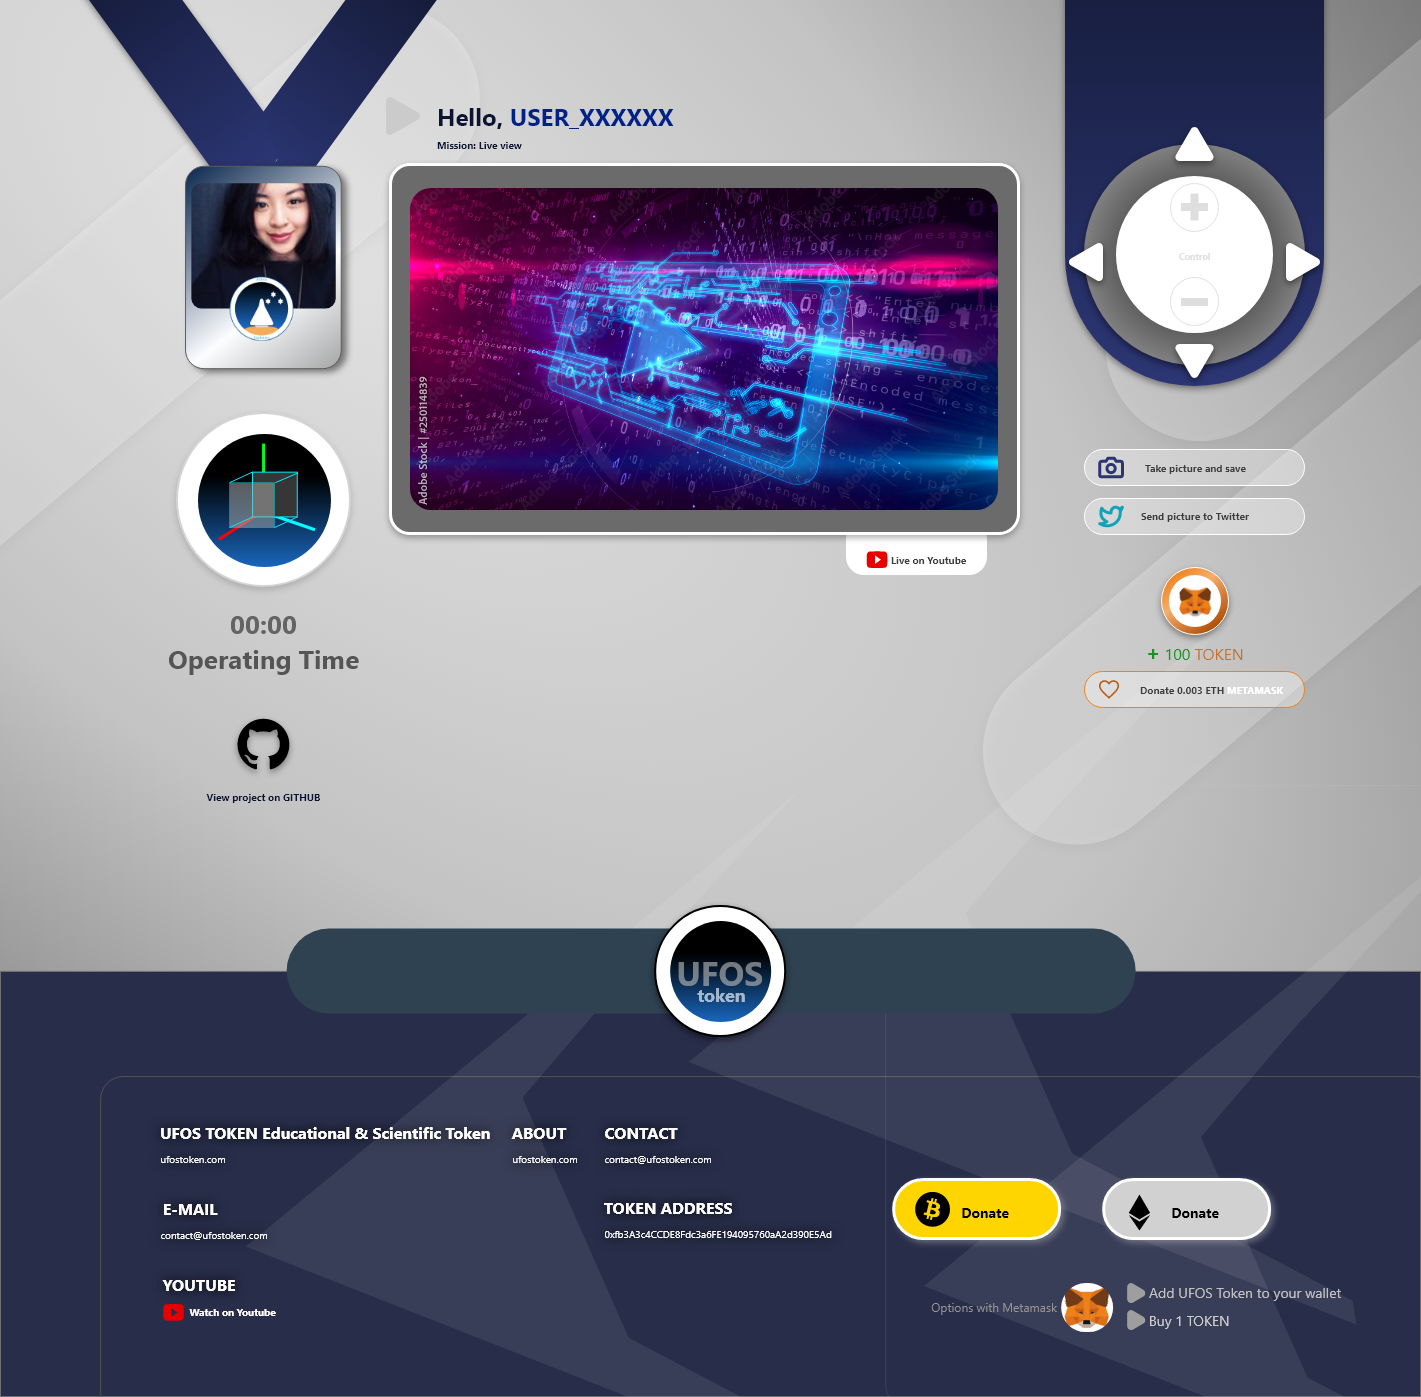 Hello, USER_XXXXXX
Mission: Live view
Adobe Stock | #250114839
Live on Youtube
Control
Take picture and save
Send picture to Twitter
+ 100 TOKEN
Donate 0.003 ETH METAMASK
00:00
Operating Time
View project on GITHUB
UFOS
token
UFOS TOKEN Educational & Scientific Token
ufostoken.com
ABOUT
ufostoken.com
CONTACT
contact@ufostoken.com
E-MAIL
contact@ufostoken.com
TOKEN ADDRESS
0xfb3A3c4CCDE8Fdc3a6FE194095760aA2d390E5Ad
YOUTUBE
Watch on Youtube
Donate
Donate
Options with Metamask
Add UFOS Token to your wallet
Buy 1 TOKEN